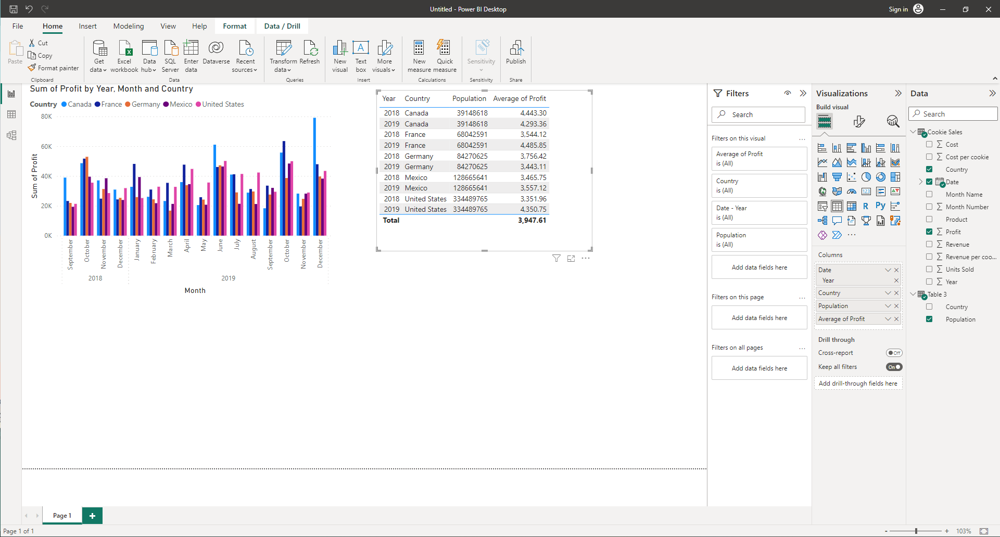 Untitled - Power BI Desktop
Sign in
File Home Insert Modeling View Help Format Data / Drill
Paste
Cut
Copy
Format painter
Clipboard
Get data
Excel workbook
Data hub
SQL Server
Enter data
Dataverse
Recent sources
Data
Transform data
Refresh
Queries
New visual
Text box
More visuals
Insert
New measure
Quick measure
Calculations
Sensitivity
Sensitivity
Publish
Share
Sum of Profit by Year, Month and Country
Country Canada France Germany Mexico United States
Sum of Profit
80K
60K
40K
20K
0K
September October November December January February March April May June July August September October November December
2018 2019
Month
Year Country Population Average of Profit
2018 Canada 39148618 4,443.30
2019 Canada 39148618 4,293.36
2018 France 68042591 3,544.12
2019 France 68042591 4,485.85
2018 Germany 84270625 3,756.42
2019 Germany 84270625 3,443.11
2018 Mexico 128665641 3,465.75
2019 Mexico 128665641 3,557.12
2018 United States 334489765 3,351.96
2019 United States 334489765 4,350.75
Total 3,947.61
Filters
Search
Filters on this visual ...
Average of Profit
is (All)
Country
is (All)
Date - Year
is (All)
Population
is (All)
Add data fields here
Filters on this page ...
Add data fields here
Filters on all pages ...
Add data fields here
Visualizations
Build visual
123
R Py
...
Columns
Date
Year
Country
Population
Average of Profit
Drill through
Cross-report Off
Keep all filters On
Add drill-through fields here
Data
Search
Cookie Sales
Cost
Cost per cookie
Country
Date
Month Name
Month Number
Product
Profit
Revenue
Revenue per coo...
Units Sold
Year
Table 3
Country
Population
Page 1
+
Page 1 of 1
- + 103%